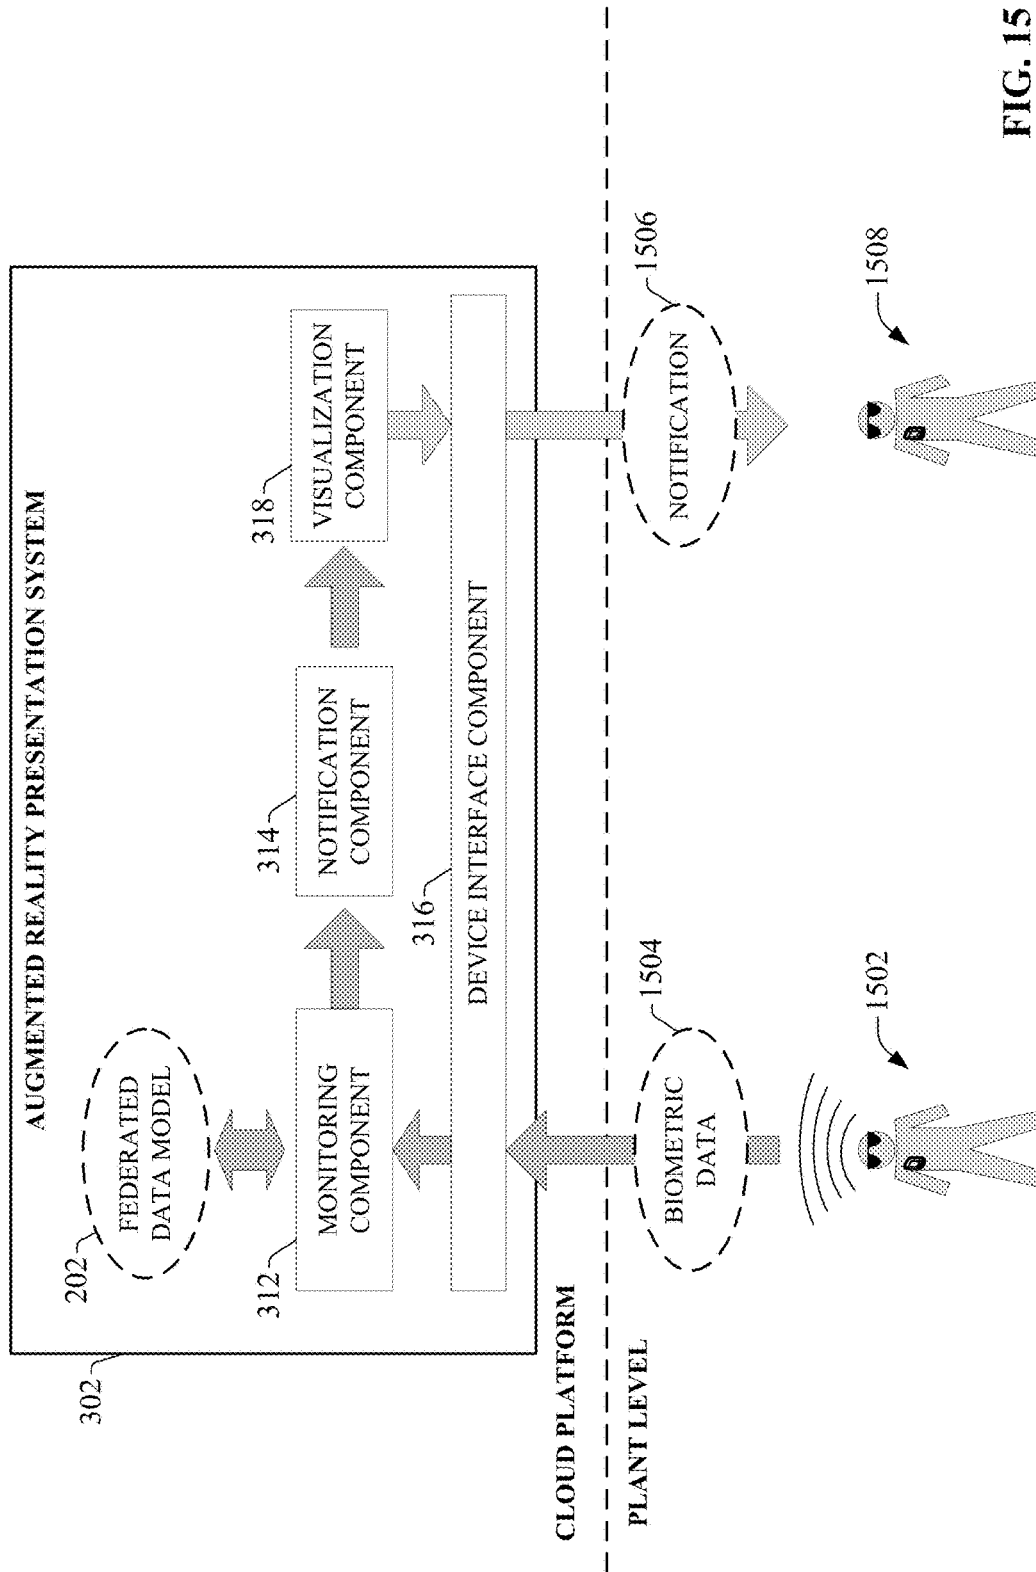 AUGMENTED REALITY PRESENTATION SYSTEM
302
202
FEDERATED
DATA MODEL
312
MONITORING
COMPONENT
314
NOTIFICATION
COMPONENT
318
VISUALIZATION
COMPONENT
316
DEVICE INTERFACE COMPONENT
CLOUD PLATFORM
PLANT LEVEL
1504
BIOMETRIC
DATA
1506
NOTIFICATION
1502
1508
FIG. 15